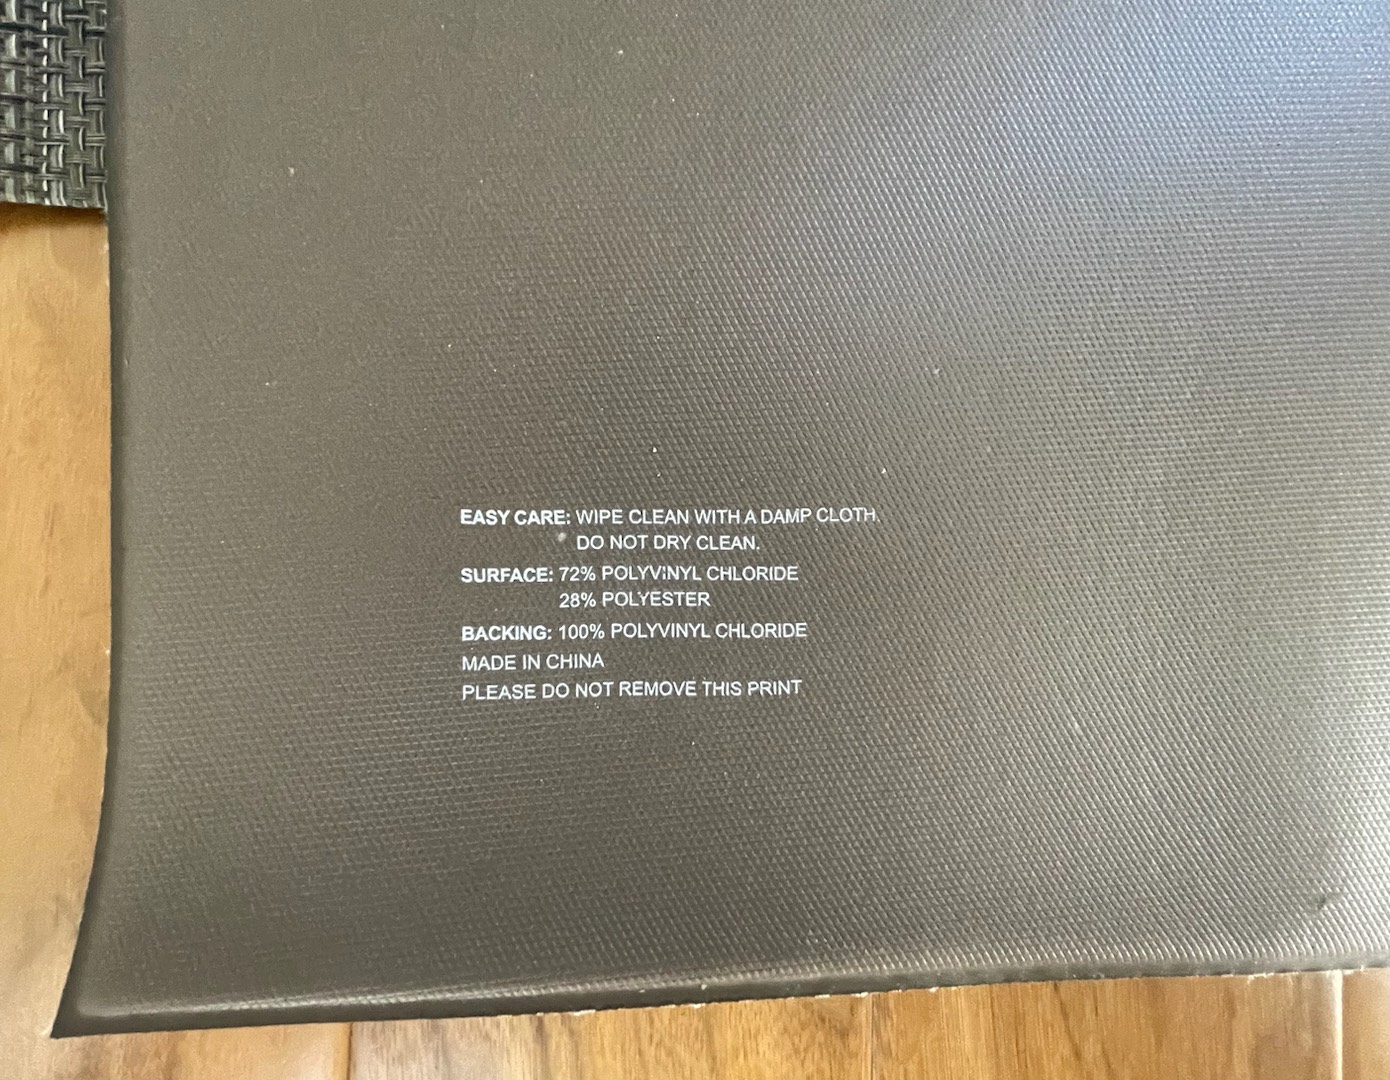 EASY CARE: WIPE CLEAN WITH A DAMP CLOTH.
DO NOT DRY CLEAN.
SURFACE: 72% POLYVINYL CHLORIDE
28% POLYESTER
BACKING: 100% POLYVINYL CHLORIDE
MADE IN CHINA
PLEASE DO NOT REMOVE THIS PRINT